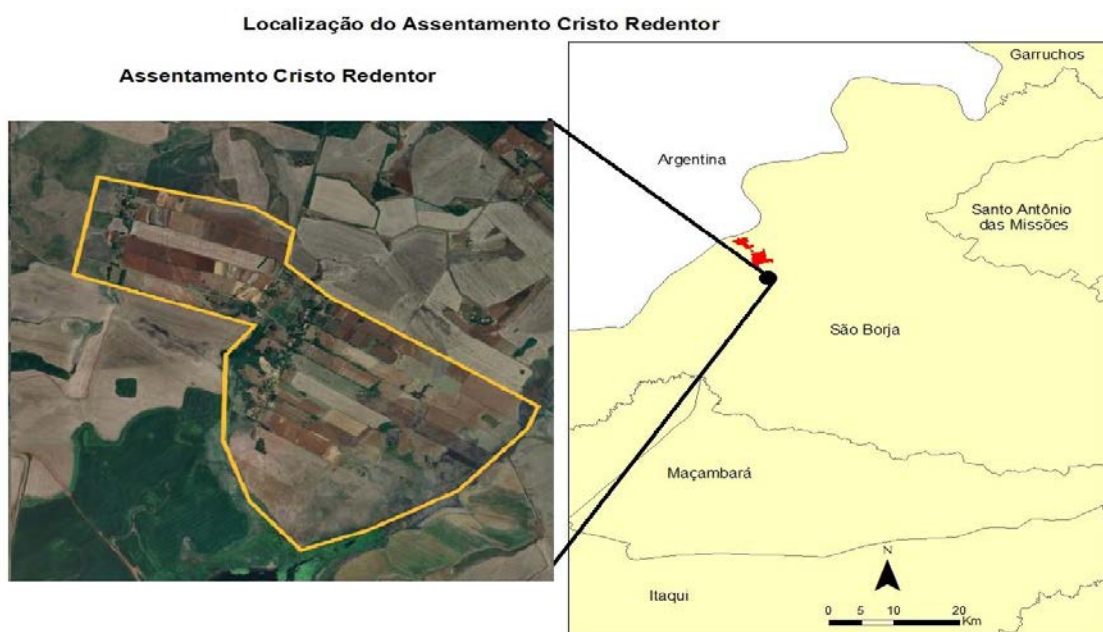 Localização do Assentamento Cristo Redentor
Assentamento Cristo Redentor
Garruchos
Argentina
Santo Antônio
das Missões
São Borja
Maçambará
Itaqui
N
0 5 10 20
Km